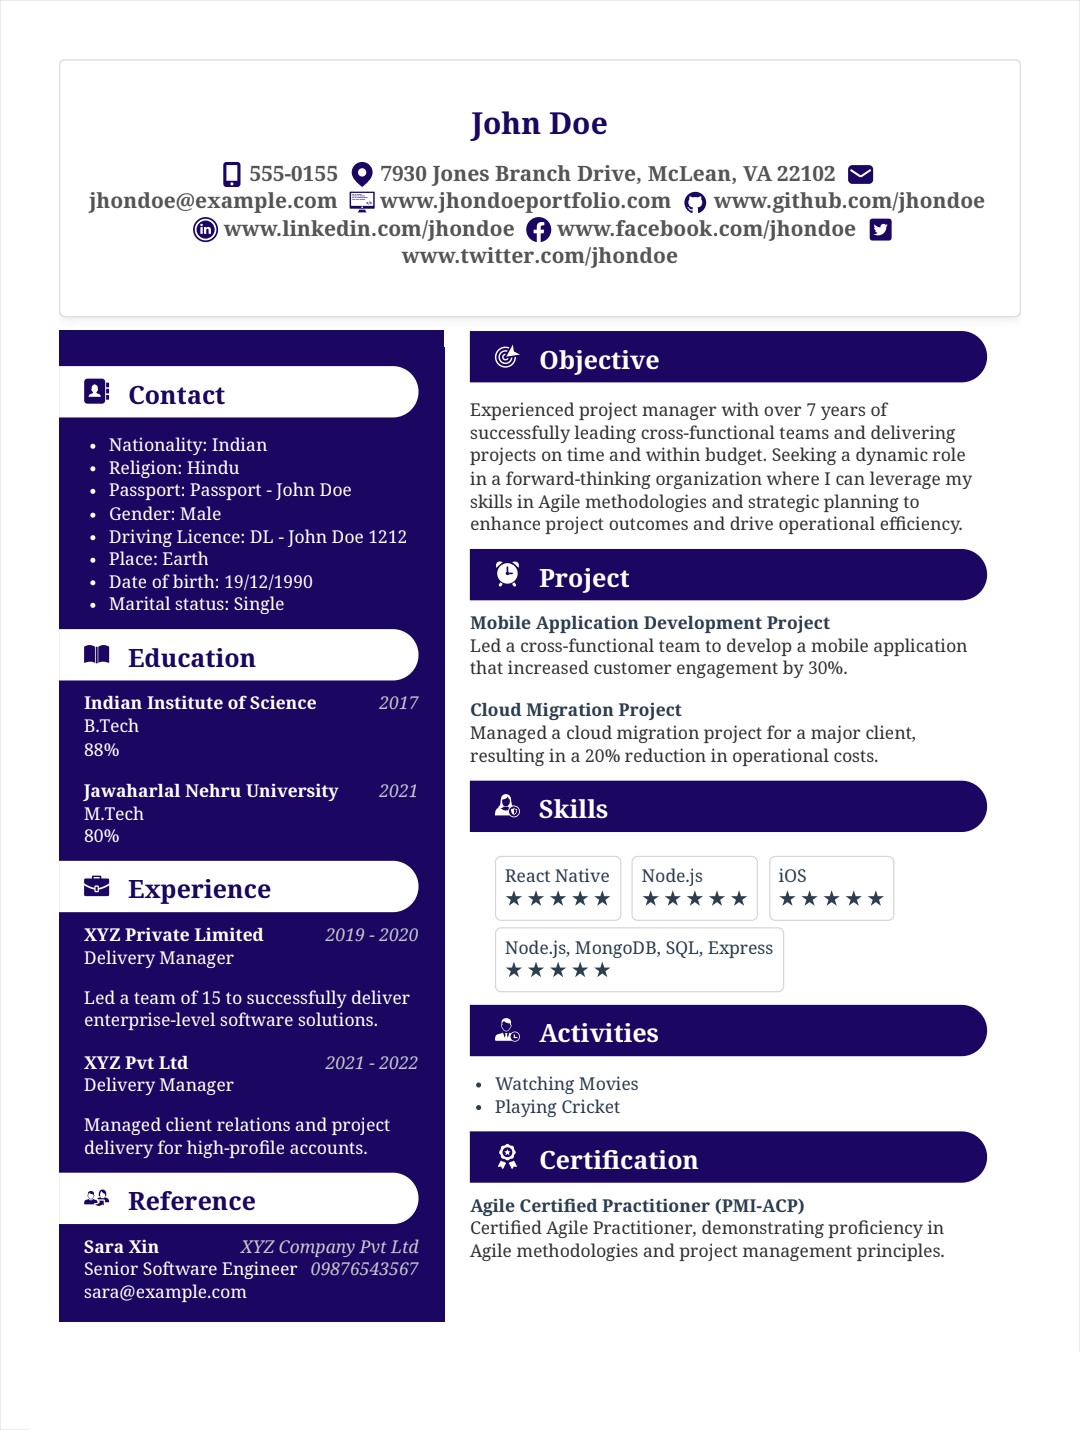 John Doe
555-0155 7930 Jones Branch Drive, McLean, VA 22102
jhondoe@example.com www.jhondoeportfolio.com www.github.com/jhondoe
www.linkedin.com/jhondoe www.facebook.com/jhondoe
www.twitter.com/jhondoe
Contact
• Nationality: Indian
• Religion: Hindu
• Passport: Passport - John Doe
• Gender: Male
• Driving Licence: DL - John Doe 1212
• Place: Earth
• Date of birth: 19/12/1990
• Marital status: Single
Education
Indian Institute of Science 2017
B.Tech
88%
Jawaharlal Nehru University 2021
M.Tech
80%
Experience
XYZ Private Limited 2019 - 2020
Delivery Manager
Led a team of 15 to successfully deliver
enterprise-level software solutions.
XYZ Pvt Ltd 2021 - 2022
Delivery Manager
Managed client relations and project
delivery for high-profile accounts.
Reference
Sara Xin XYZ Company Pvt Ltd
Senior Software Engineer 09876543567
sara@example.com
Objective
Experienced project manager with over 7 years of
successfully leading cross-functional teams and delivering
projects on time and within budget. Seeking a dynamic role
in a forward-thinking organization where I can leverage my
skills in Agile methodologies and strategic planning to
enhance project outcomes and drive operational efficiency.
Project
Mobile Application Development Project
Led a cross-functional team to develop a mobile application
that increased customer engagement by 30%.
Cloud Migration Project
Managed a cloud migration project for a major client,
resulting in a 20% reduction in operational costs.
Skills
React Native Node.js iOS
★★★★★ ★★★★★ ★★★★★
Node.js, MongoDB, SQL, Express
★★★★★
Activities
• Watching Movies
• Playing Cricket
Certification
Agile Certified Practitioner (PMI-ACP)
Certified Agile Practitioner, demonstrating proficiency in
Agile methodologies and project management principles.